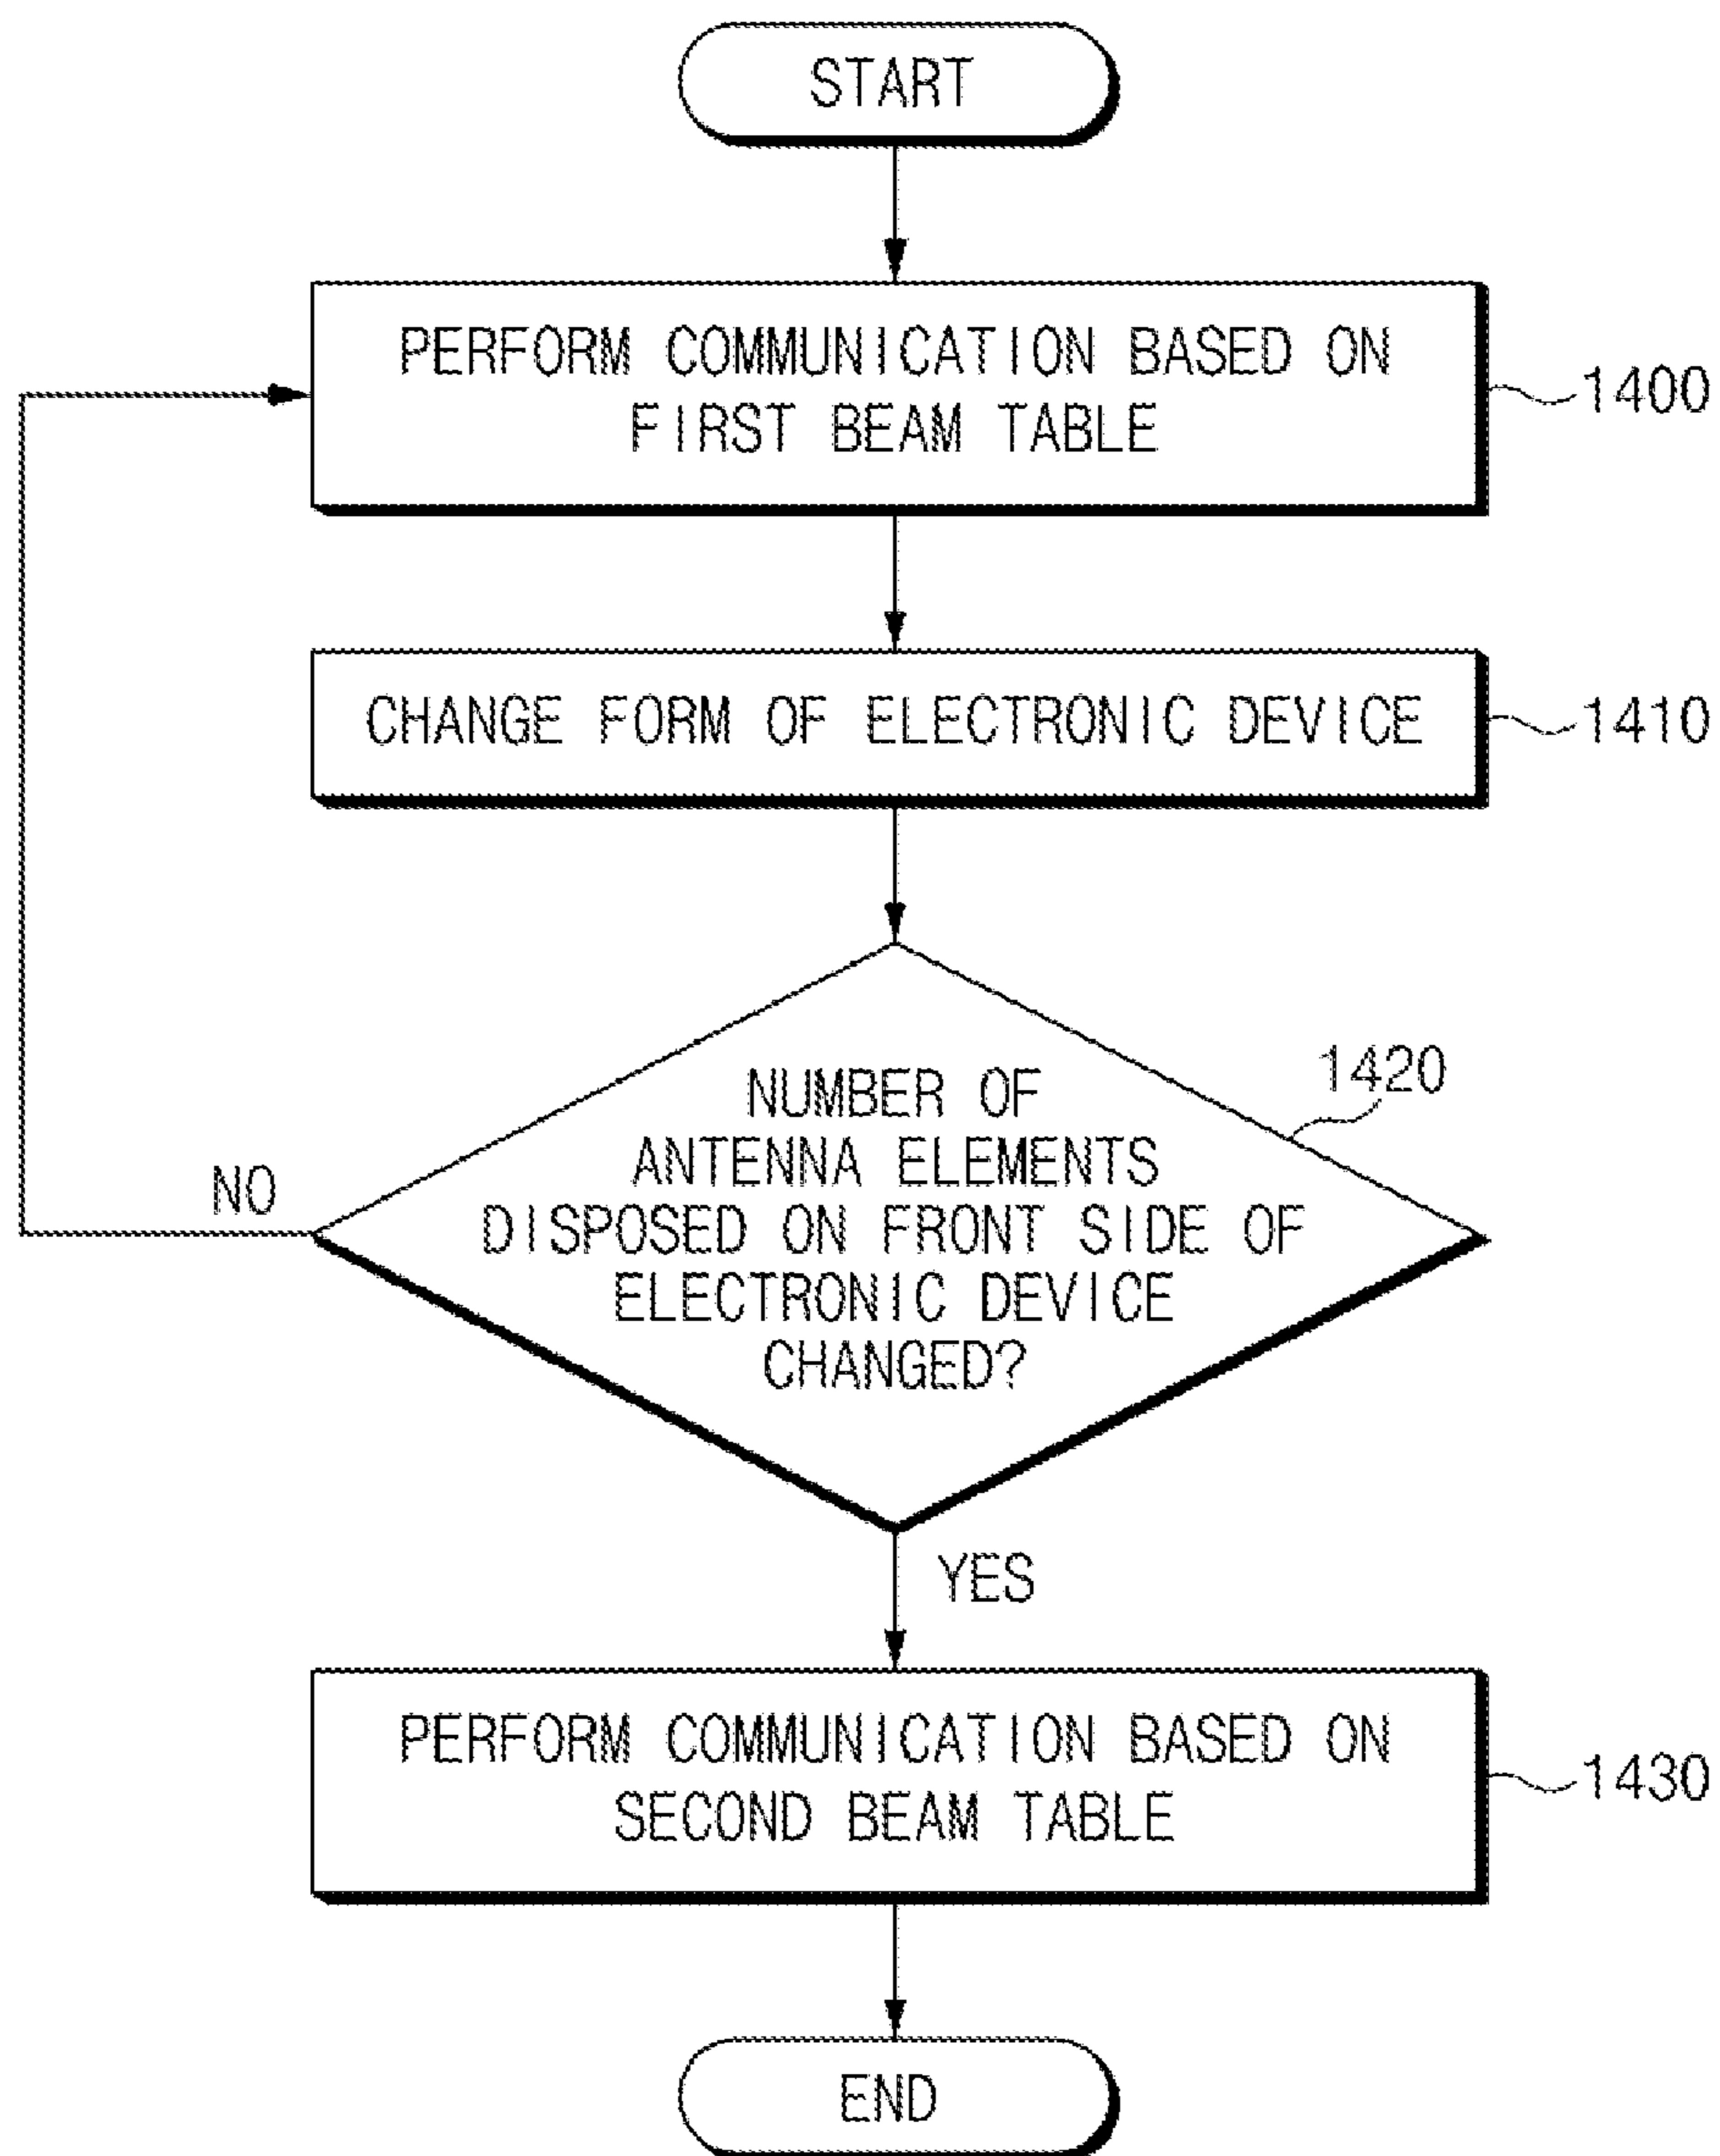 START
PERFORM COMMUNICATION BASED ON
FIRST BEAM TABLE
1400
CHANGE FORM OF ELECTRONIC DEVICE
1410
NUMBER OF
ANTENNA ELEMENTS
DISPOSED ON FRONT SIDE OF
ELECTRONIC DEVICE
CHANGED?
1420
NO
YES
PERFORM COMMUNICATION BASED ON
SECOND BEAM TABLE
1430
END